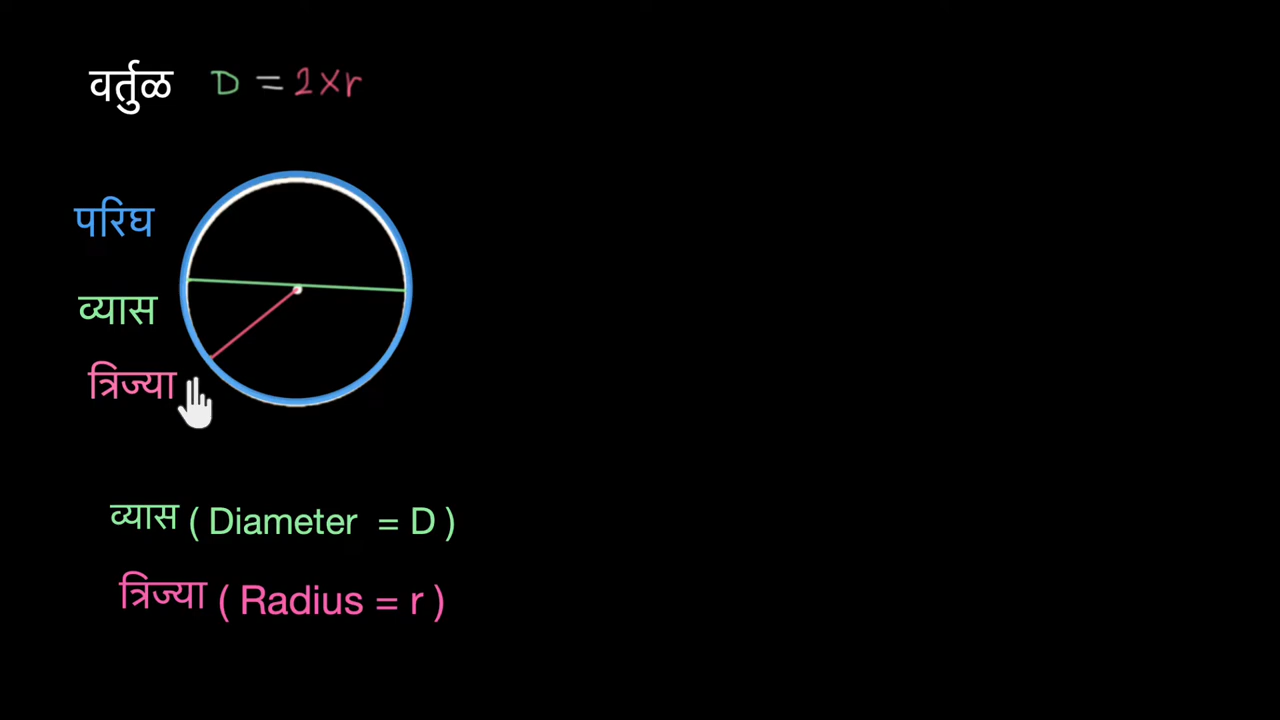 वर्तुळ D = 2 × r
परिघ
व्यास
त्रिज्या
व्यास ( Diameter = D )
त्रिज्या ( Radius = r )